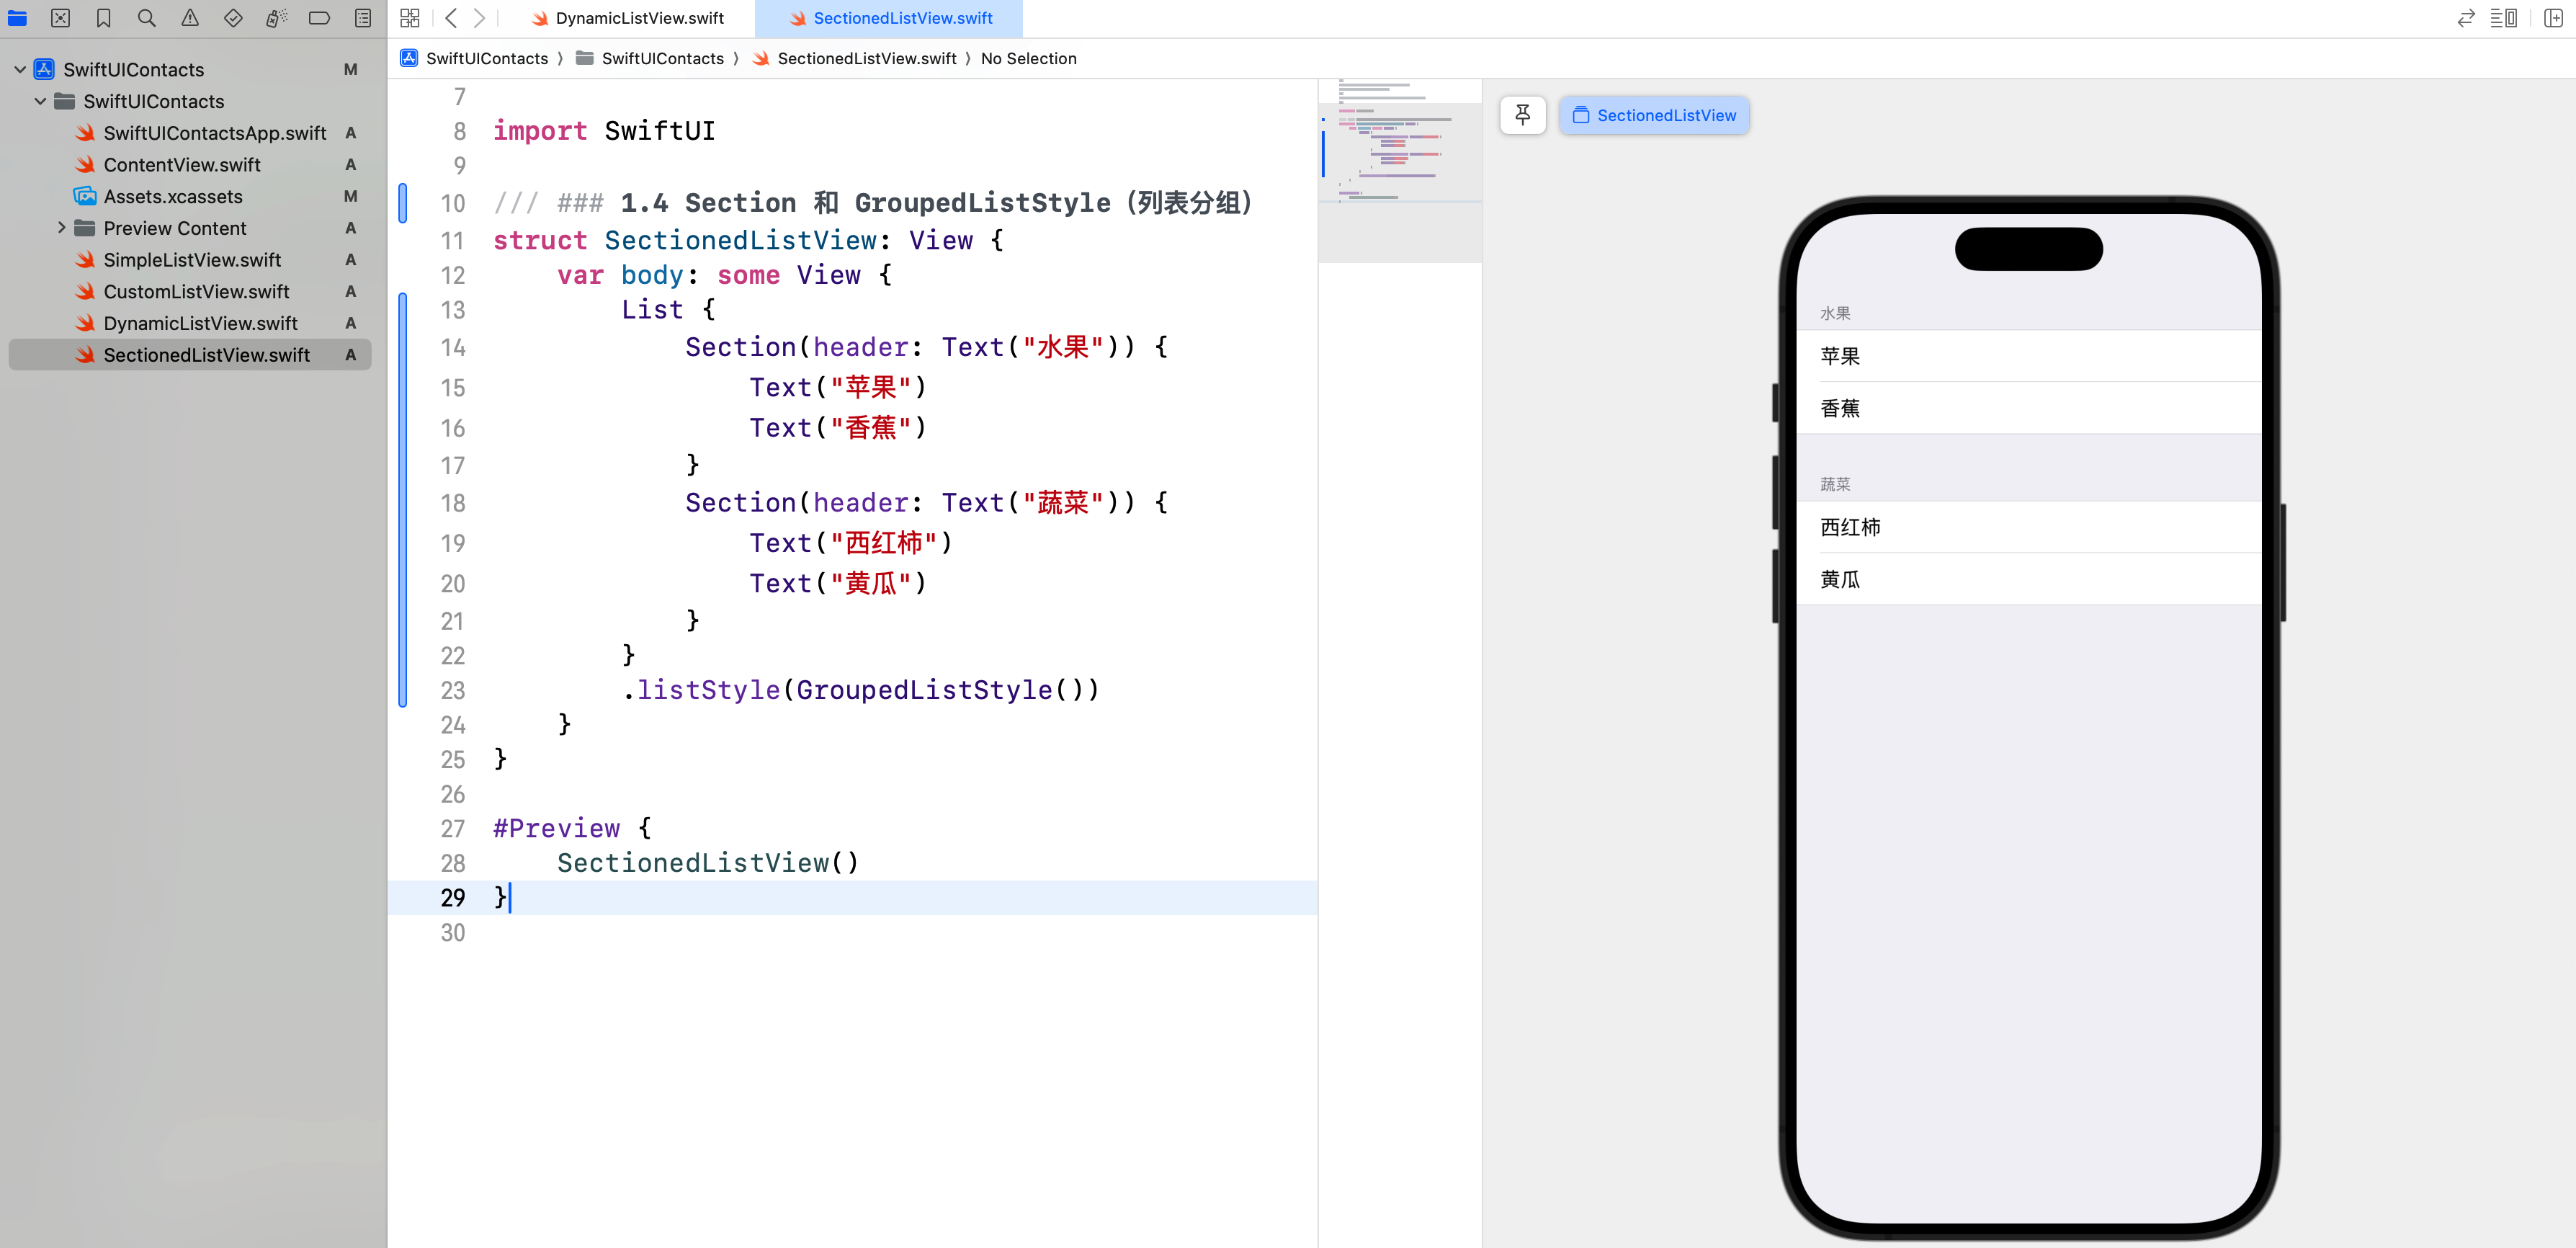 DynamicListView.swift
SectionedListView.swift
SwiftUIContacts M
SwiftUIContacts
SwiftUIContactsApp.swift A
ContentView.swift A
Assets.xcassets M
Preview Content A
SimpleListView.swift A
CustomListView.swift A
DynamicListView.swift A
SectionedListView.swift A
SwiftUIContacts 〉 SwiftUIContacts 〉 SectionedListView.swift 〉 No Selection
7
8 import SwiftUI
9
10 /// ### 1.4 Section 和 GroupedListStyle（列表分组）
11 struct SectionedListView: View {
12 var body: some View {
13 List {
14 Section(header: Text("水果")) {
15 Text("苹果")
16 Text("香蕉")
17 }
18 Section(header: Text("蔬菜")) {
19 Text("西红柿")
20 Text("黄瓜")
21 }
22 }
23 .listStyle(GroupedListStyle())
24 }
25 }
26
27 #Preview {
28 SectionedListView()
29 }
30
SectionedListView
水果
苹果
香蕉
蔬菜
西红柿
黄瓜